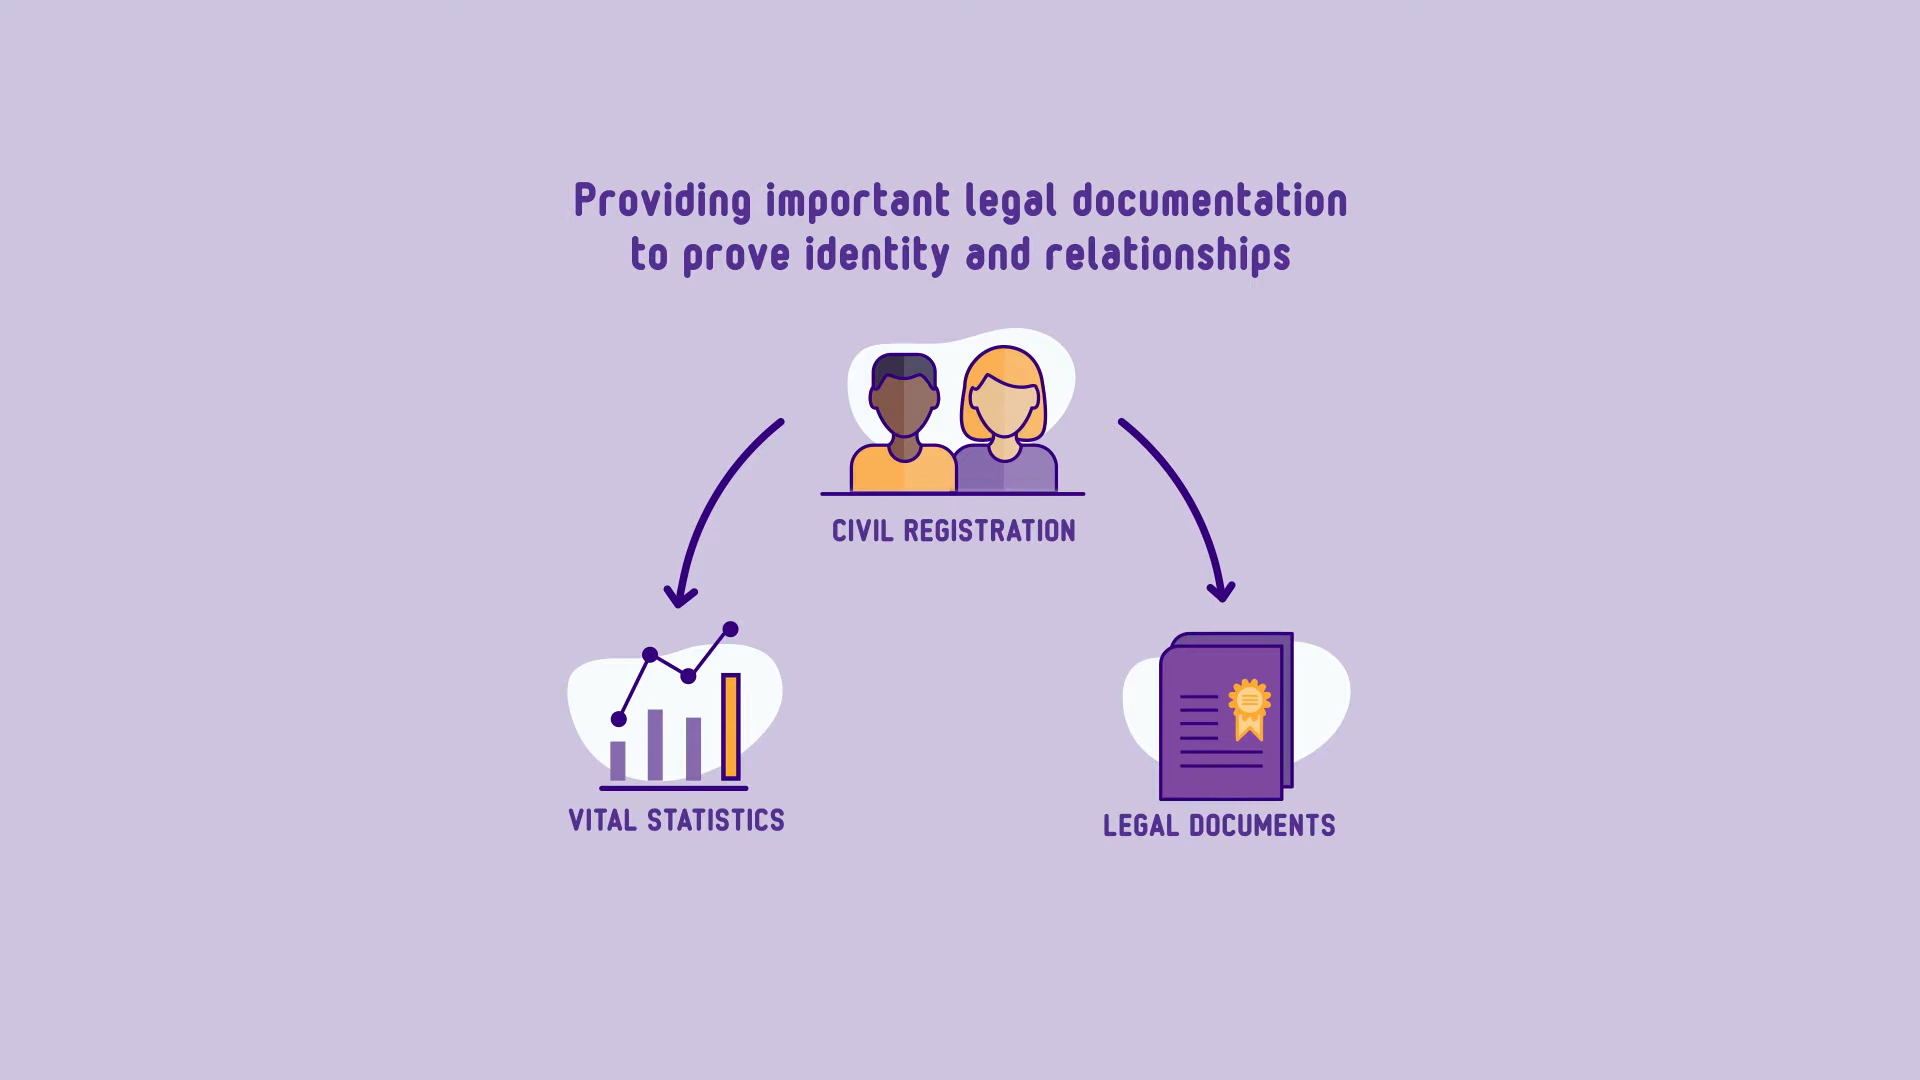 Providing important legal documentation
to prove identity and relationships
CIVIL REGISTRATION
VITAL STATISTICS
LEGAL DOCUMENTS